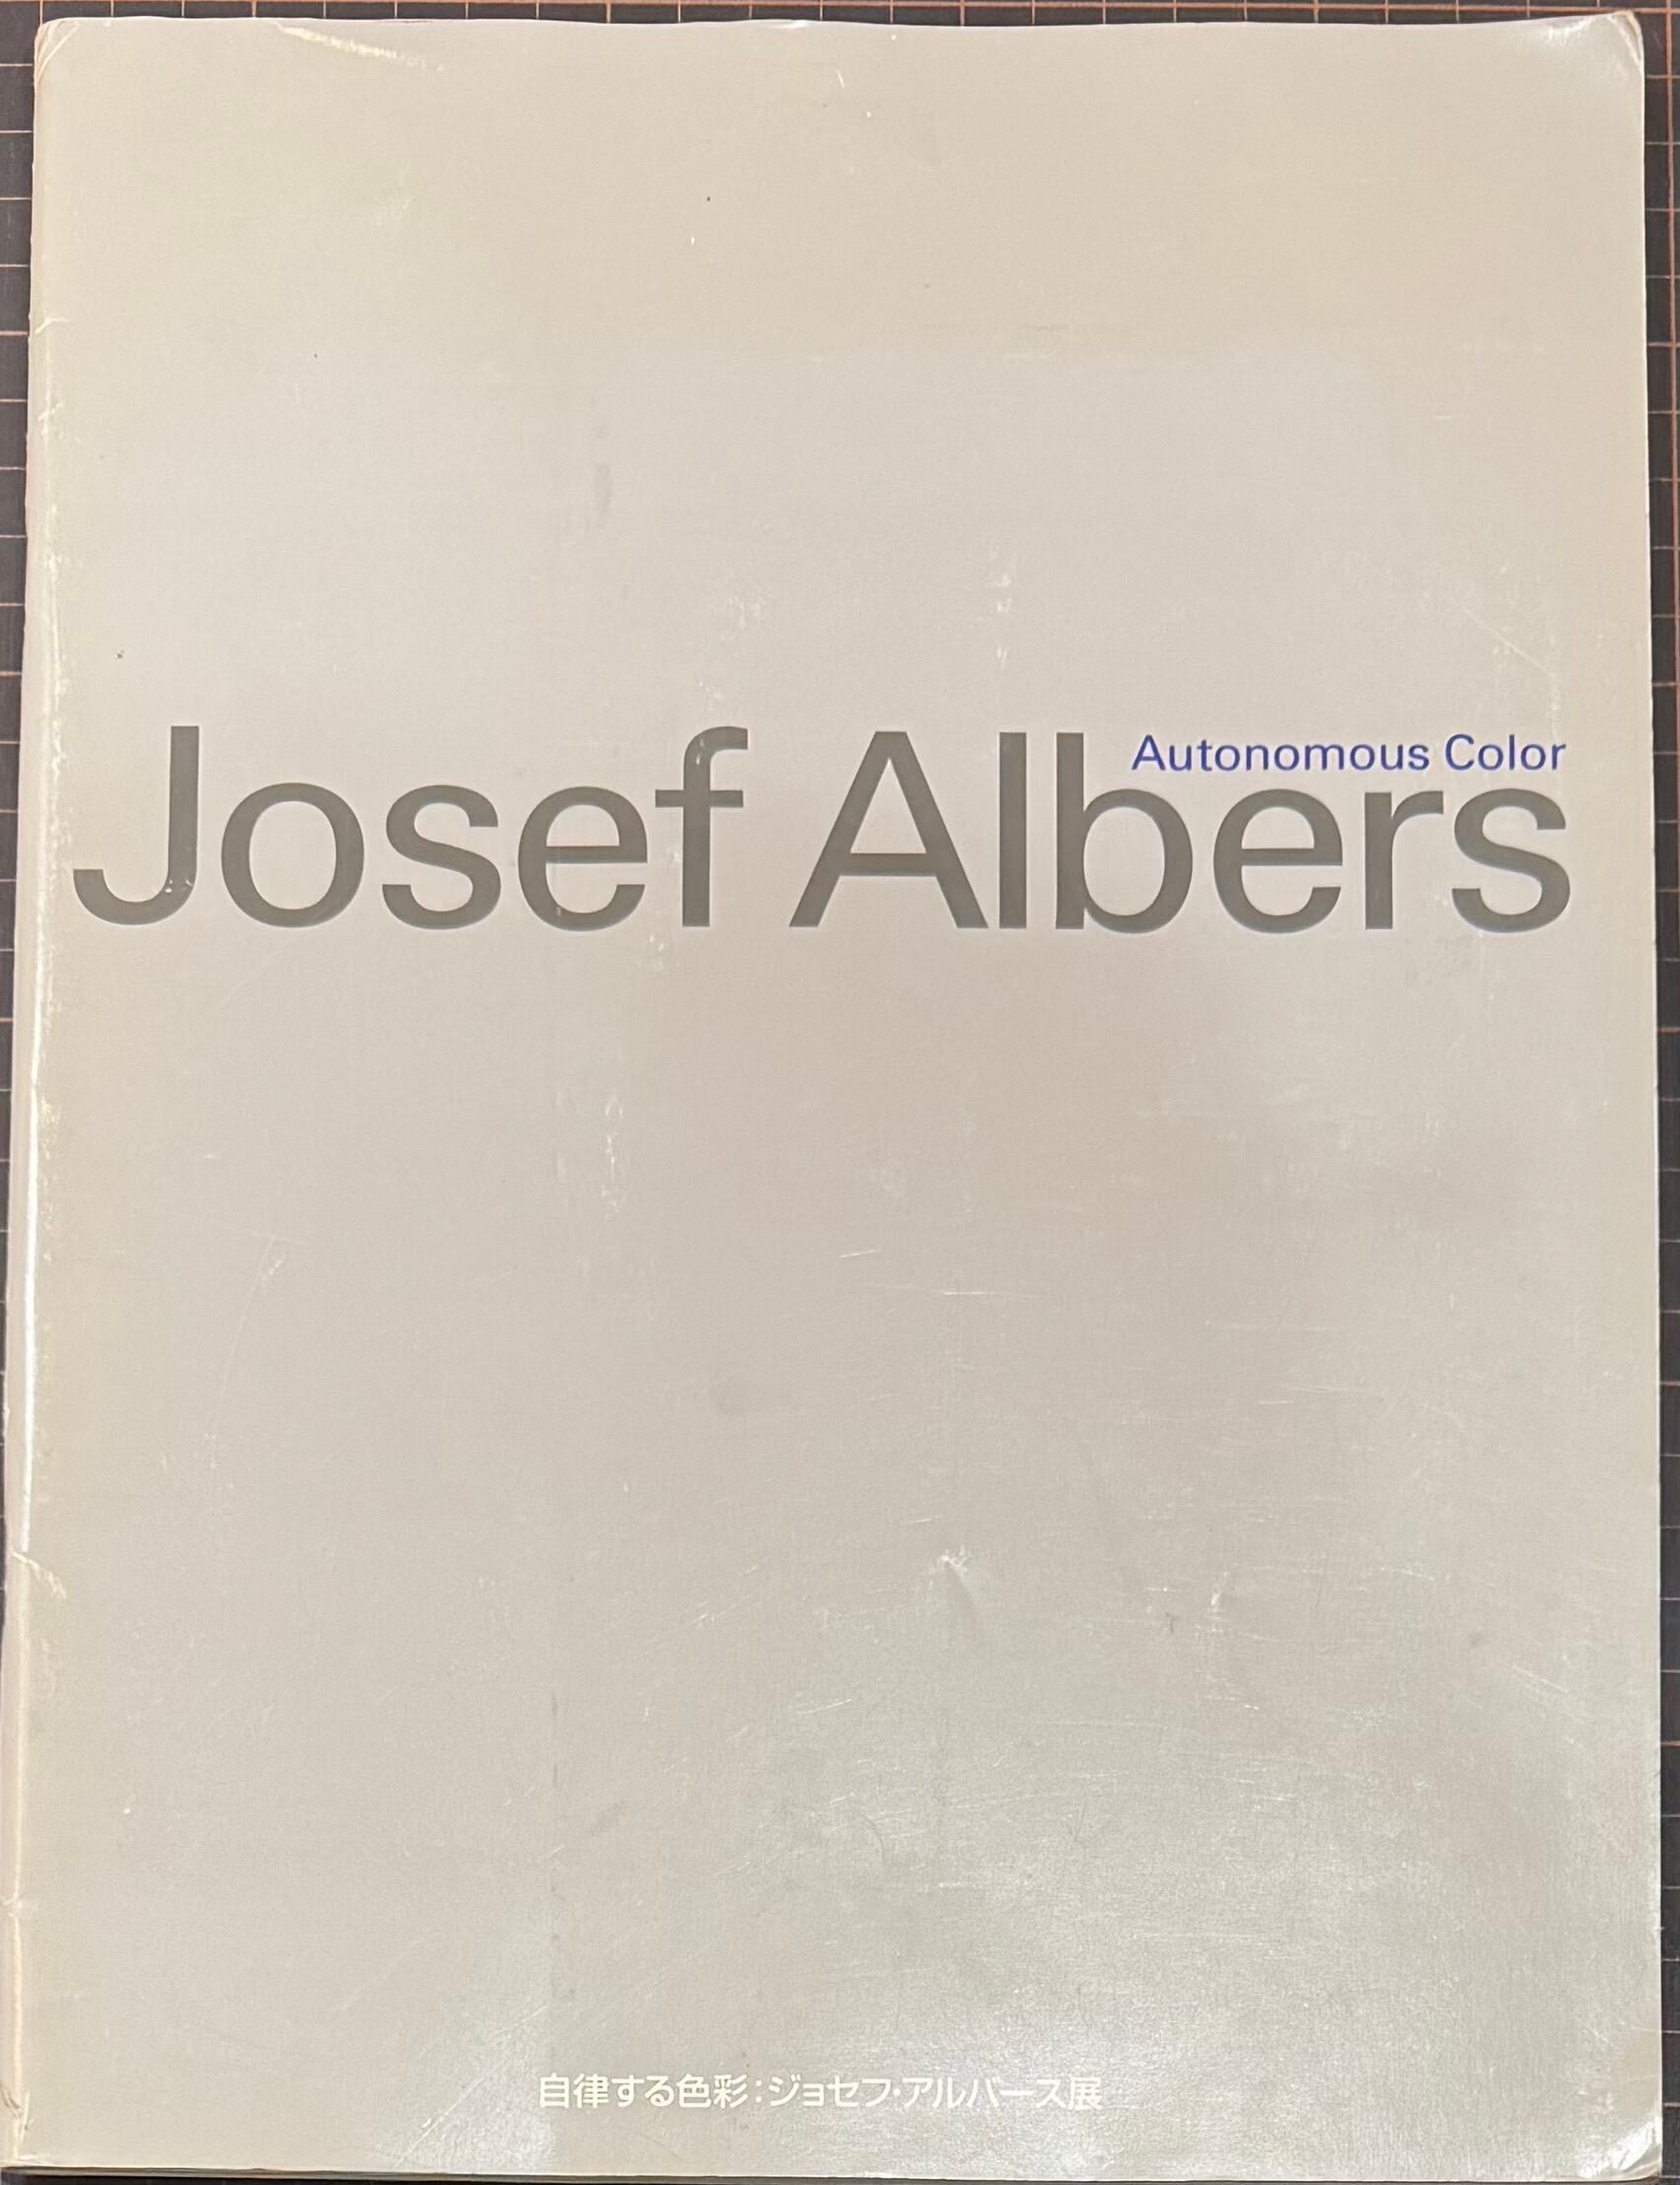 Autonomous Color
Josef Albers
自律する色彩:ジョセフ・アルバース展